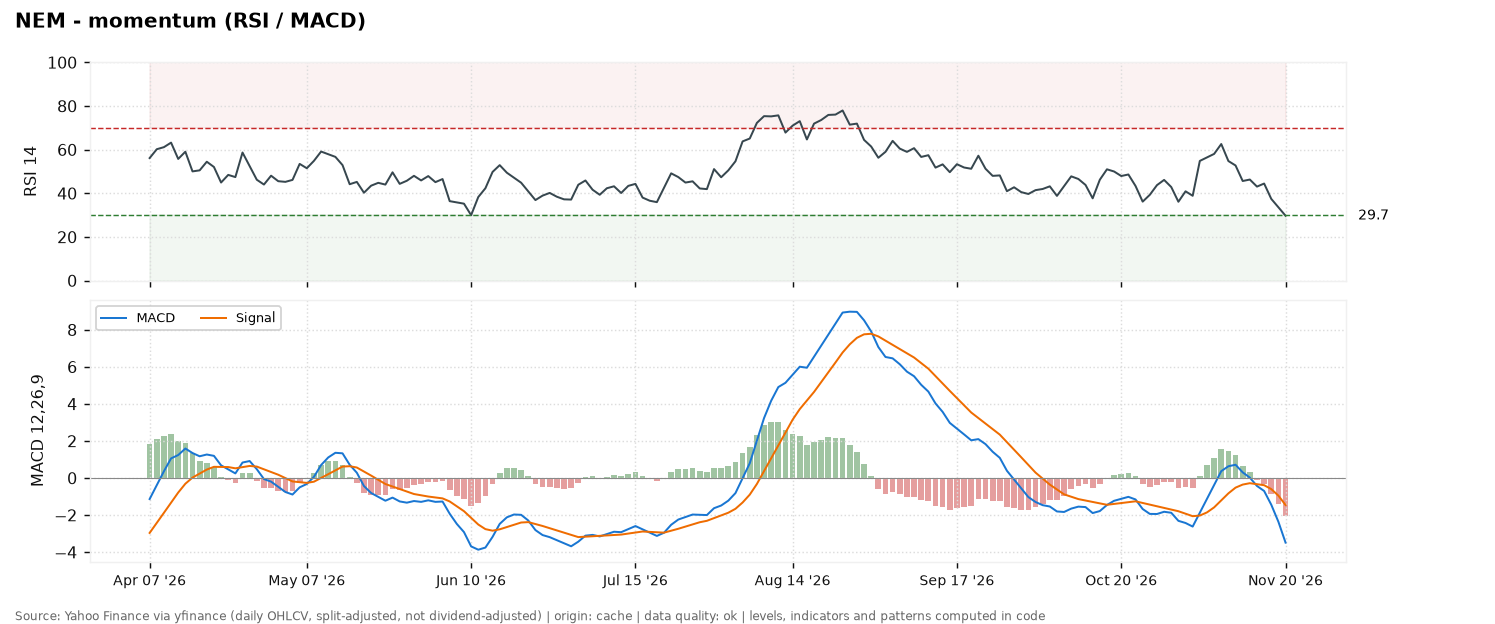 NEM - momentum (RSI / MACD)
100
80
60
40
20
0
RSI 14
29.7
MACD
Signal
8
6
4
2
0
−2
−4
MACD 12,26,9
Apr 07 '26
May 07 '26
Jun 10 '26
Jul 15 '26
Aug 14 '26
Sep 17 '26
Oct 20 '26
Nov 20 '26
Source: Yahoo Finance via yfinance (daily OHLCV, split-adjusted, not dividend-adjusted) | origin: cache | data quality: ok | levels, indicators and patterns computed in code